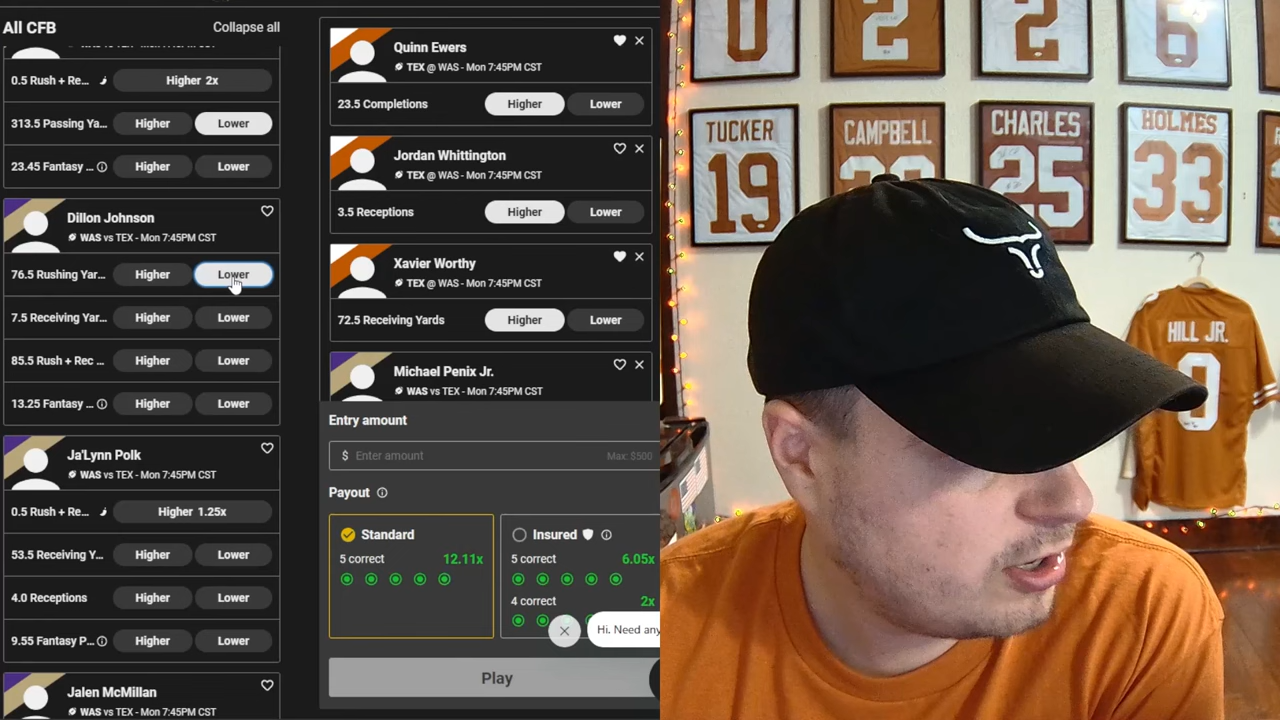 All CFB
Collapse all
0.5 Rush + Re...
Higher 2x
313.5 Passing Ya...
Higher
Lower
23.45 Fantasy ...
Higher
Lower
Dillon Johnson
WAS vs TEX - Mon 7:45PM CST
76.5 Rushing Yar...
Higher
Lower
7.5 Receiving Yar...
Higher
Lower
85.5 Rush + Rec ...
Higher
Lower
13.25 Fantasy ...
Higher
Lower
Ja'Lynn Polk
WAS vs TEX - Mon 7:45PM CST
0.5 Rush + Re...
Higher 1.25x
53.5 Receiving Y...
Higher
Lower
4.0 Receptions
Higher
Lower
9.55 Fantasy P...
Higher
Lower
Jalen McMillan
WAS vs TEX - Mon 7:45PM CST
Quinn Ewers
TEX @ WAS - Mon 7:45PM CST
23.5 Completions
Higher
Lower
Jordan Whittington
TEX @ WAS - Mon 7:45PM CST
3.5 Receptions
Higher
Lower
Xavier Worthy
TEX @ WAS - Mon 7:45PM CST
72.5 Receiving Yards
Higher
Lower
Michael Penix Jr.
WAS vs TEX - Mon 7:45PM CST
Entry amount
$ Enter amount
Max: $500
Payout
Standard
5 correct
12.11x
Insured
5 correct
6.05x
4 correct
2x
Hi. Need any
Play
0
2
2
6
TUCKER
19
CAMPBELL
CHARLES
25
HOLMES
33
HILL JR.
0